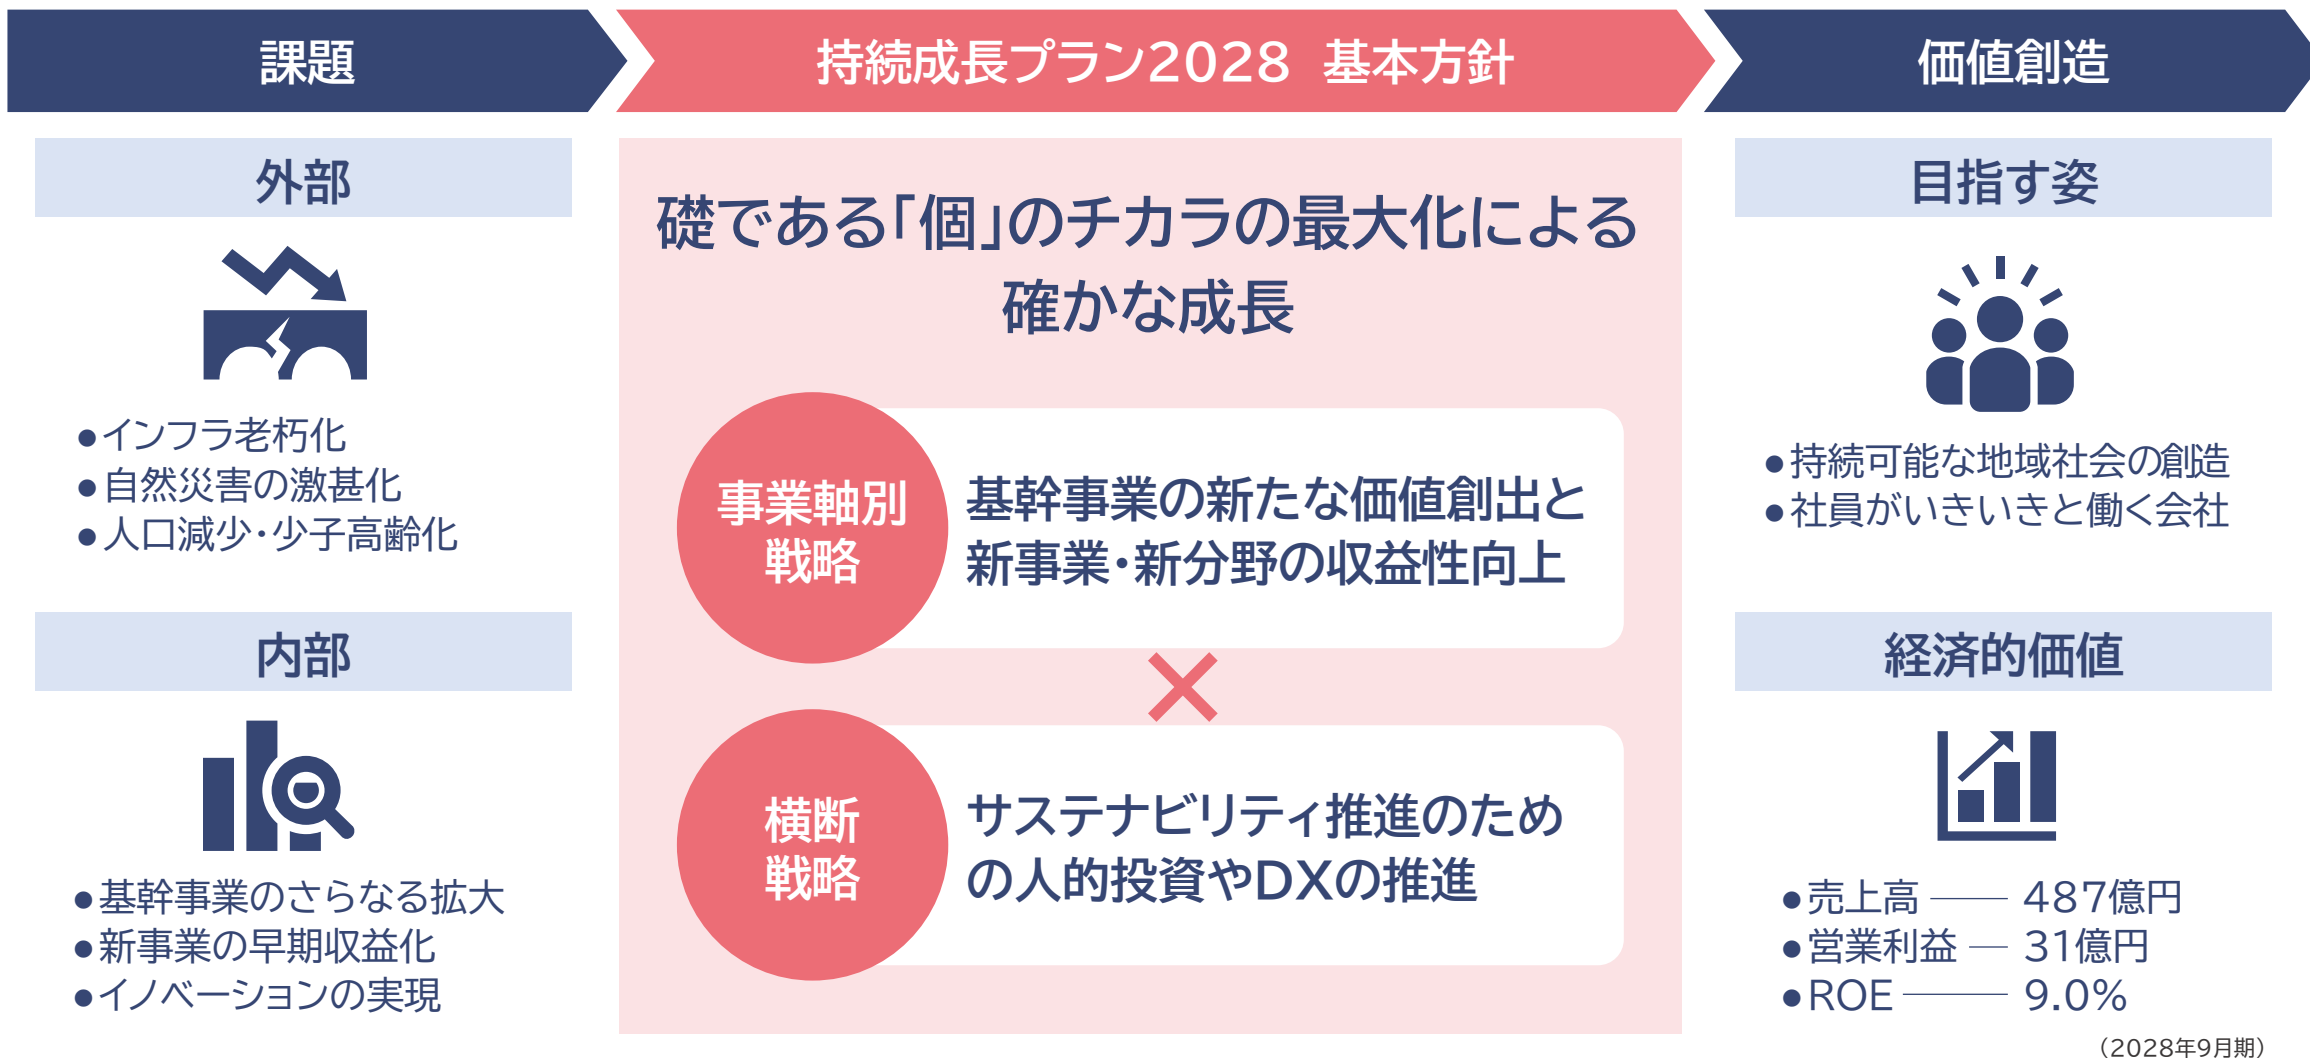 課題
持続成長プラン2028 基本方針
価値創造
外部
●インフラ老朽化
●自然災害の激甚化
●人口減少・少子高齢化
内部
●基幹事業のさらなる拡大
●新事業の早期収益化
●イノベーションの実現
礎である「個」のチカラの最大化による
確かな成長
事業軸別
戦略
基幹事業の新たな価値創出と
新事業・新分野の収益性向上
×
横断
戦略
サステナビリティ推進のため
の人的投資やDXの推進
目指す姿
●持続可能な地域社会の創造
●社員がいきいきと働く会社
経済的価値
●売上高 ── 487億円
●営業利益 ─ 31億円
●ROE ─── 9.0%
（2028年9月期）